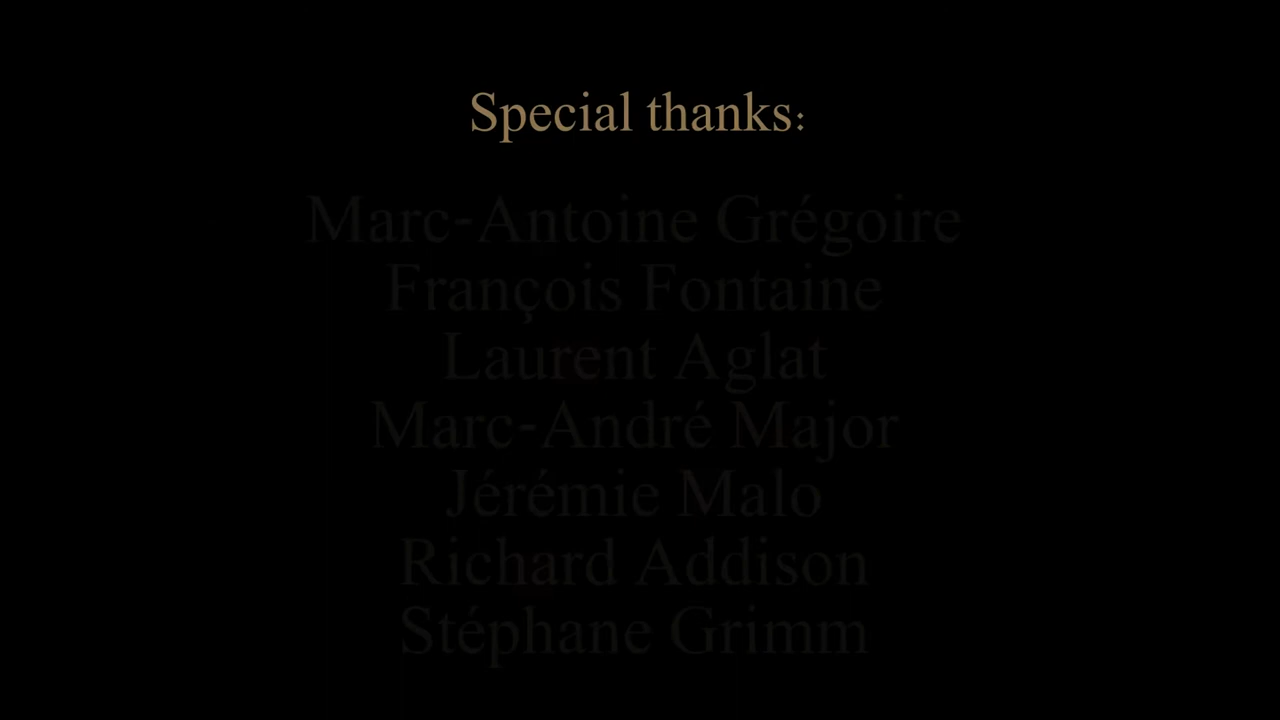 Special thanks:
Marc-Antoine Grégoire
François Fontaine
Laurent Aglat
Marc-André Major
Jérémie Malo
Richard Addison
Stéphane Grimm